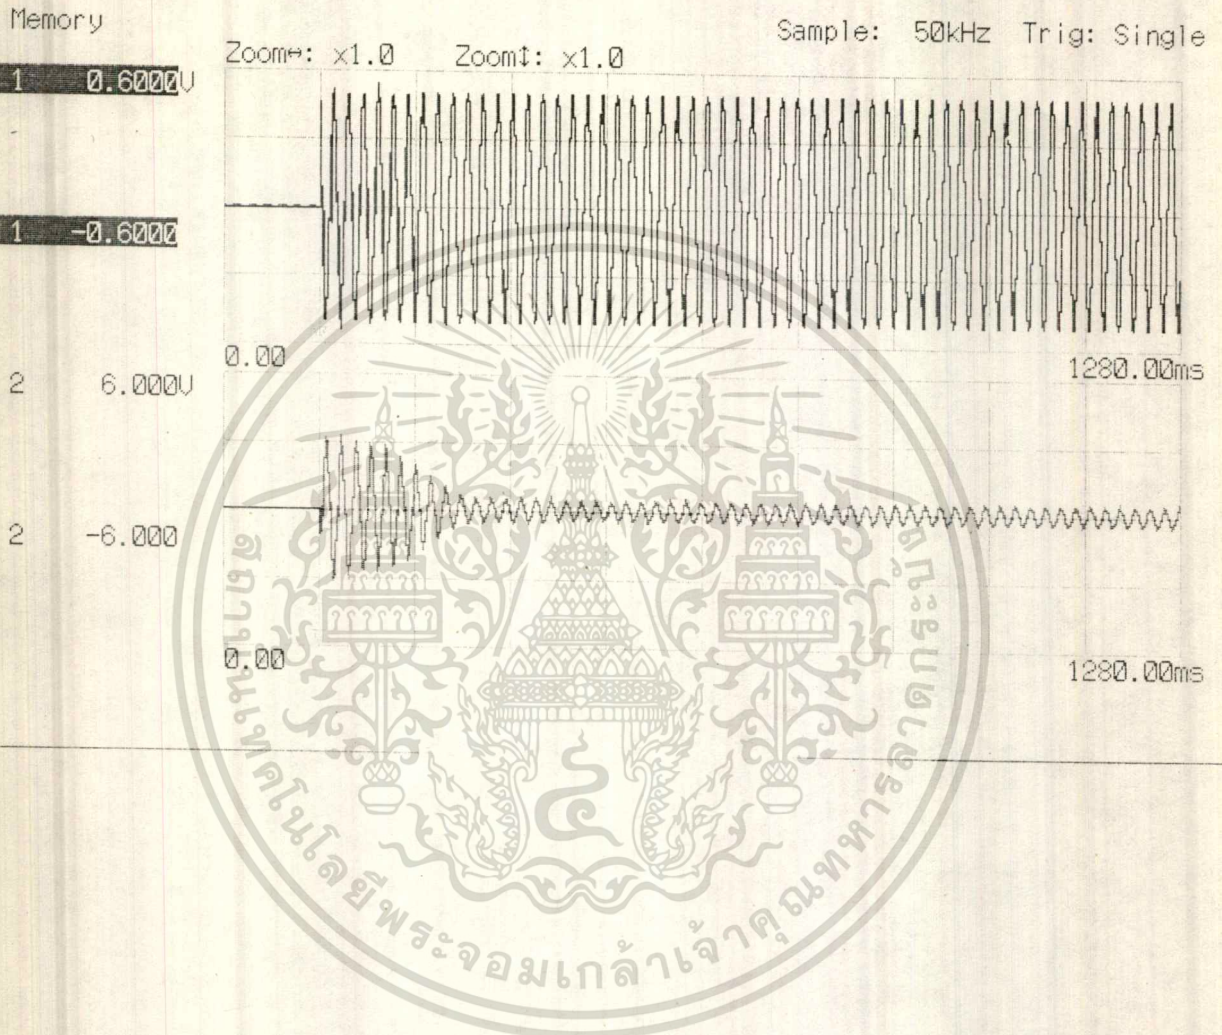 Memory
Sample: 50kHz Trig: Single
Zoom↔: x1.0 Zoom↕: x1.0
1 0.6000V
1 -0.6000
0.00 1280.00ms
2 6.000V
2 -6.000
0.00 1280.00ms
สถาบันเทคโนโลยีพระจอมเกล้าเจ้าคุณทหารลาดกระบัง